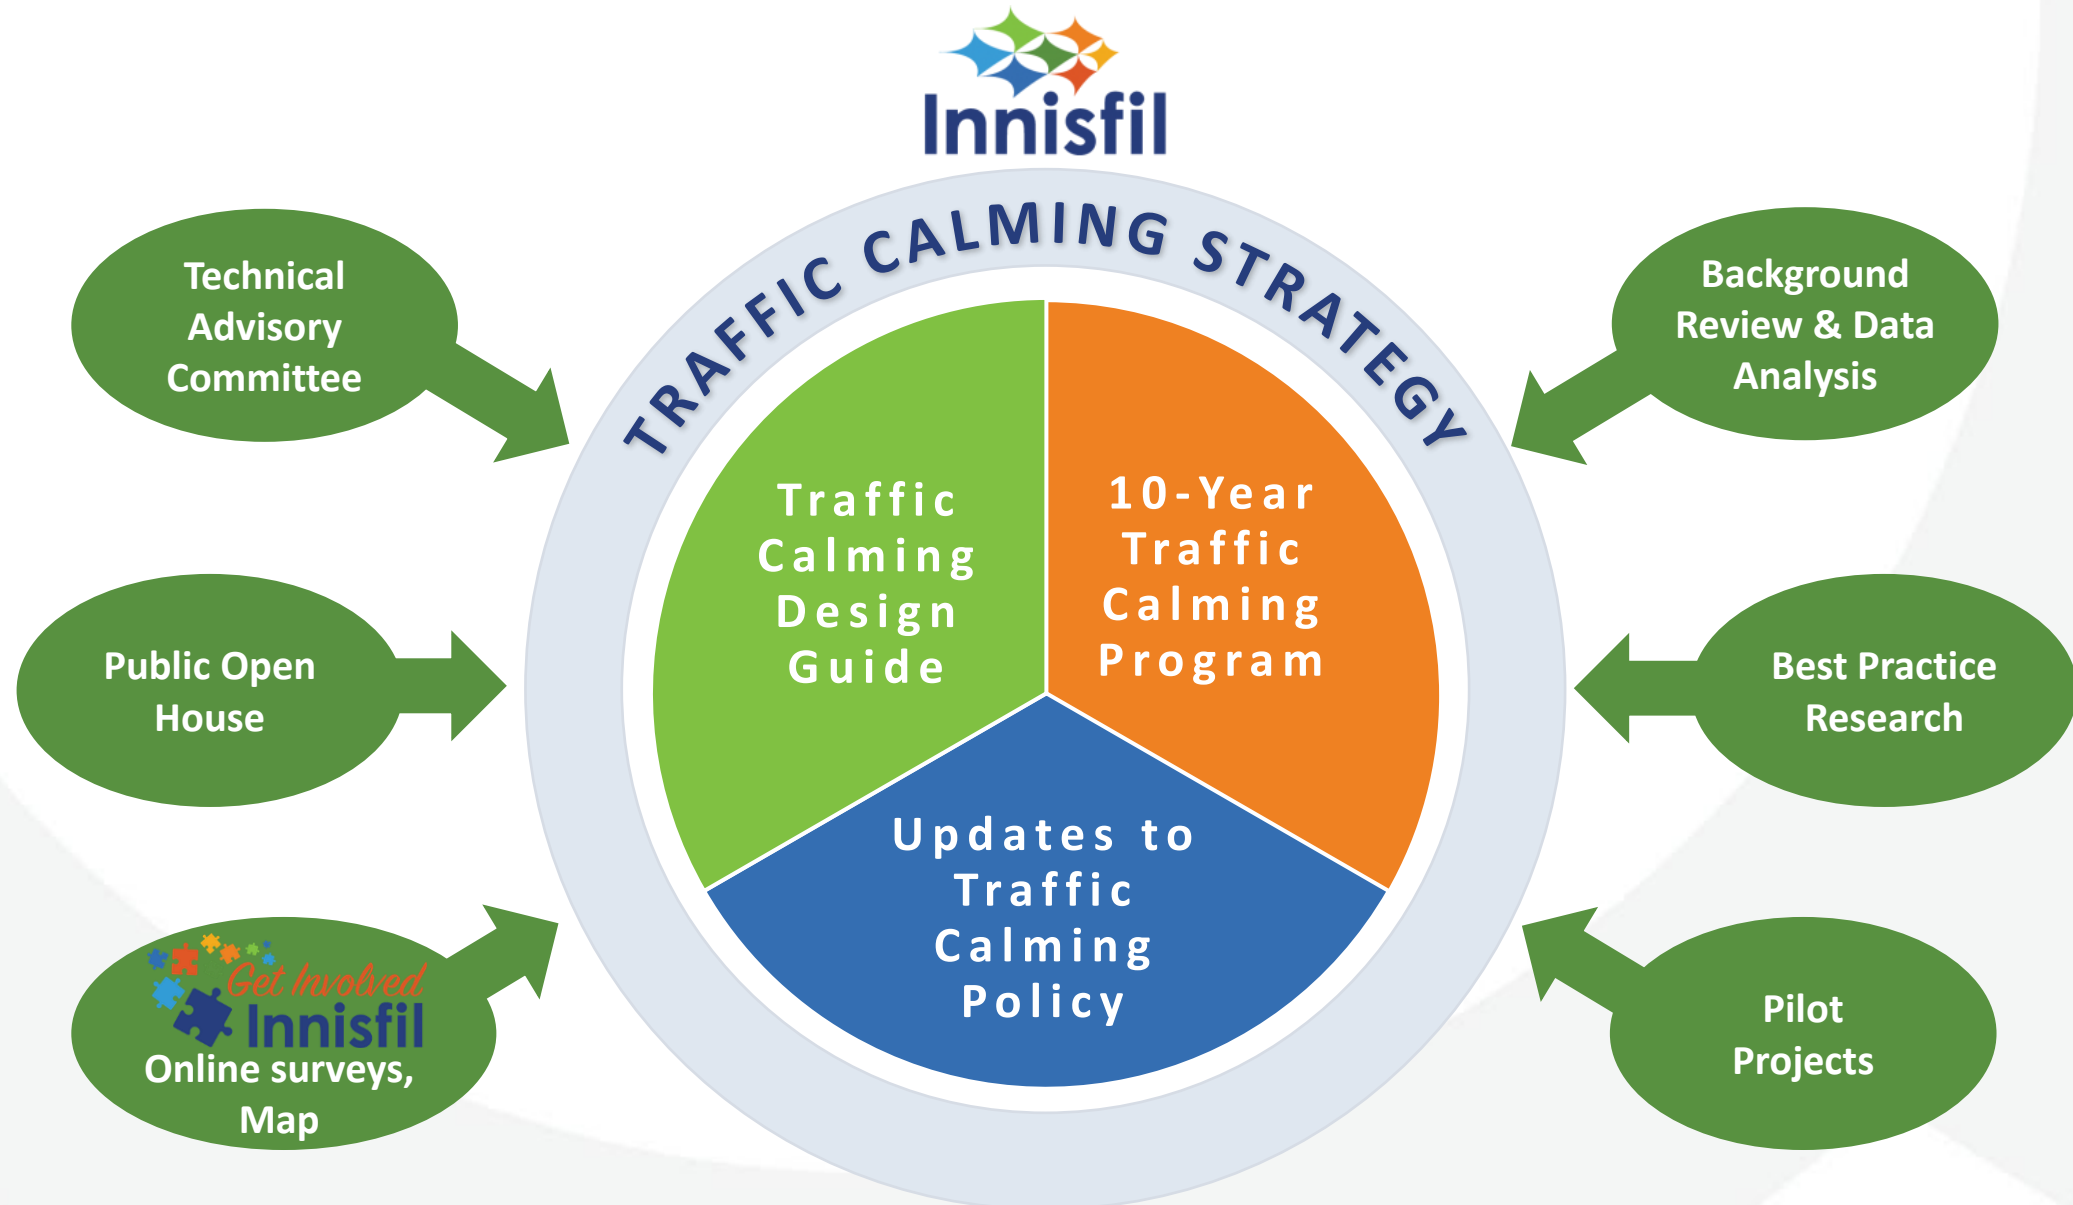 Innisfil
TRAFFIC CALMING STRATEGY
Technical
Advisory
Committee
Public Open
House
Get Involved
Innisfil
Online surveys,
Map
Traffic
Calming
Design
Guide
10-Year
Traffic
Calming
Program
Updates to
Traffic
Calming
Policy
Background
Review & Data
Analysis
Best Practice
Research
Pilot
Projects